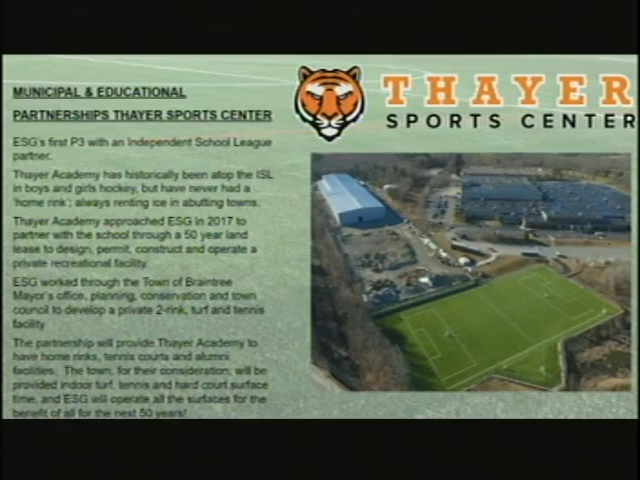 MUNICIPAL & EDUCATIONAL
PARTNERSHIPS THAYER SPORTS CENTER
ESG's first P3 with an Independent School League
partner.
Thayer Academy has historically been atop the ISL
in boys and girls hockey, but have never had a
'home rink'; always renting ice in abutting towns.
Thayer Academy approached ESG in 2017 to
partner with the school through a 50 year land
lease to design, permit, construct and operate a
private recreational facility.
ESG worked through the Town of Braintree
Mayor's office, planning, conservation and town
council to develop a private 2-rink, turf and tennis
facility
The partnership will provide Thayer Academy to
have home rinks, tennis courts and alumni
facilities. The town, for their consideration, will be
provided indoor turf, tennis and hard court surface
time, and ESG will operate all the surfaces for the
benefit of all for the next 50 years!
THAYER
SPORTS CENTER